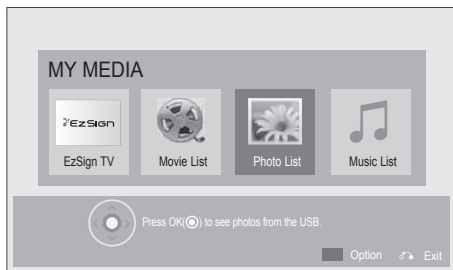 MY MEDIA
EzSign
EzSign TV
Movie List
Photo List
Music List
Press OK(◉) to see photos from the USB.
Option
Exit